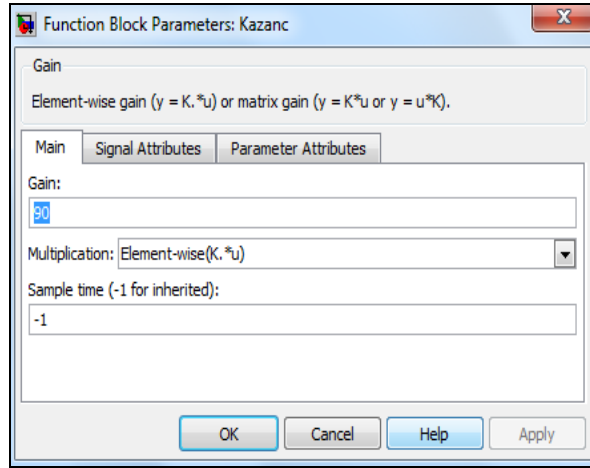 Function Block Parameters: Kazanc
Gain
Element-wise gain (y = K.*u) or matrix gain (y = K*u or y = u*K).
Main Signal Attributes Parameter Attributes
Gain:
90
Multiplication: Element-wise(K.*u)
Sample time (-1 for inherited):
-1
OK Cancel Help Apply